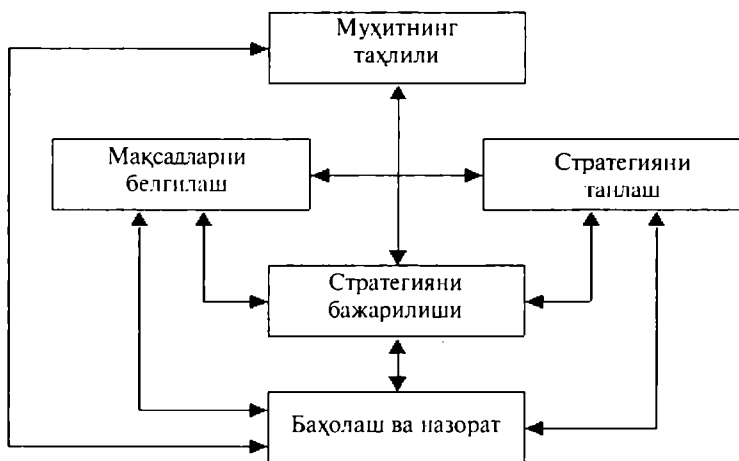 Муҳитнинг
таҳлили
Мақсадларни
белгилаш
Стратегияни
танлаш
Стратегияни
бажарилиши
Баҳолаш ва назорат